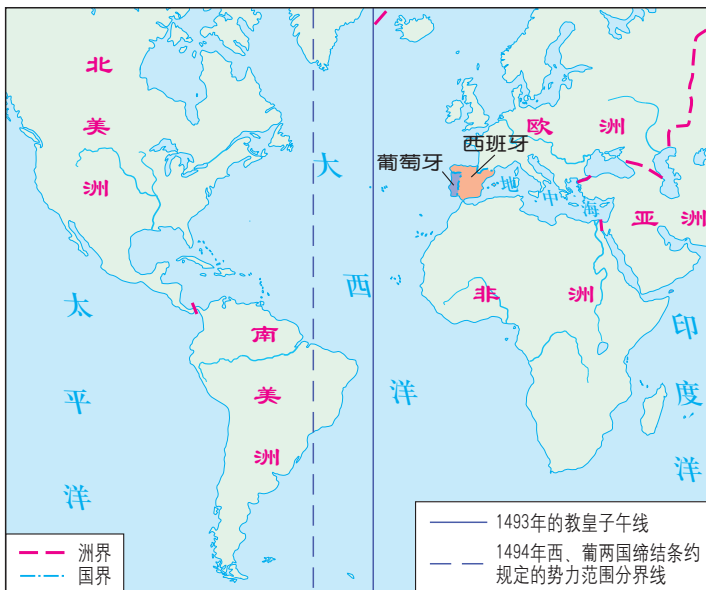 北美洲
大西洋
太平洋
南美洲
葡萄牙
西班牙
欧洲
地中海
亚洲
非洲
印度洋
洲界
国界
1493年的教皇子午线
1494年西、葡两国缔结条约
规定的势力范围分界线